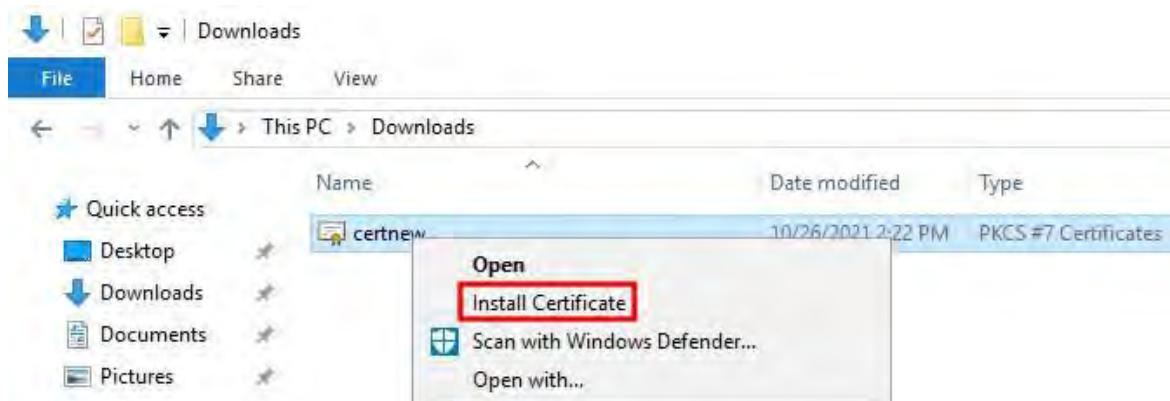 Downloads
File Home Share View
This PC > Downloads
Name Date modified Type
Quick access
certnew 10/26/2021 2:22 PM PKCS #7 Certificates
Desktop
Open
Downloads
Install Certificate
Documents
Scan with Windows Defender...
Pictures
Open with...